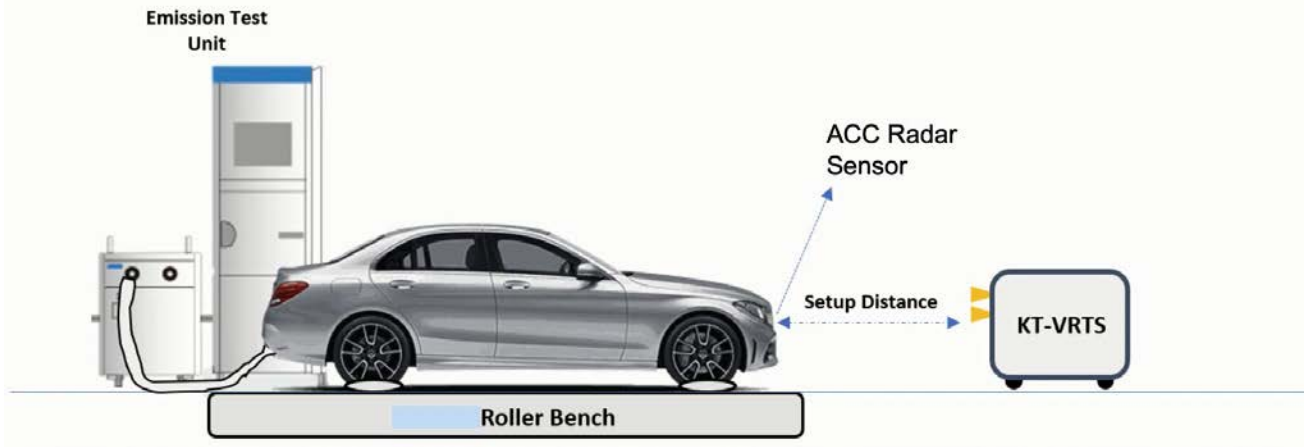 Emission Test
Unit
ACC Radar
Sensor
Setup Distance
KT-VRTS
Roller Bench